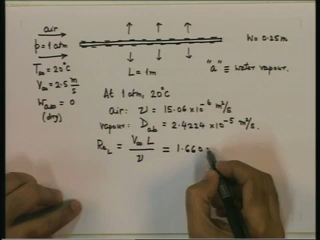 air
p = 1 atm
W = 0.25m
T∞ = 20°C
V∞ = 2.5 m/s
L = 1m
"a" ≡ water vapour.
Wa∞ = 0
(dry)
At 1 atm, 20°C
air: ν = 15.06 × 10⁻⁶ m²/s
vapour: Dab = 2.4224 × 10⁻⁵ m²/s.
ReL = V∞ L / ν = 1.660